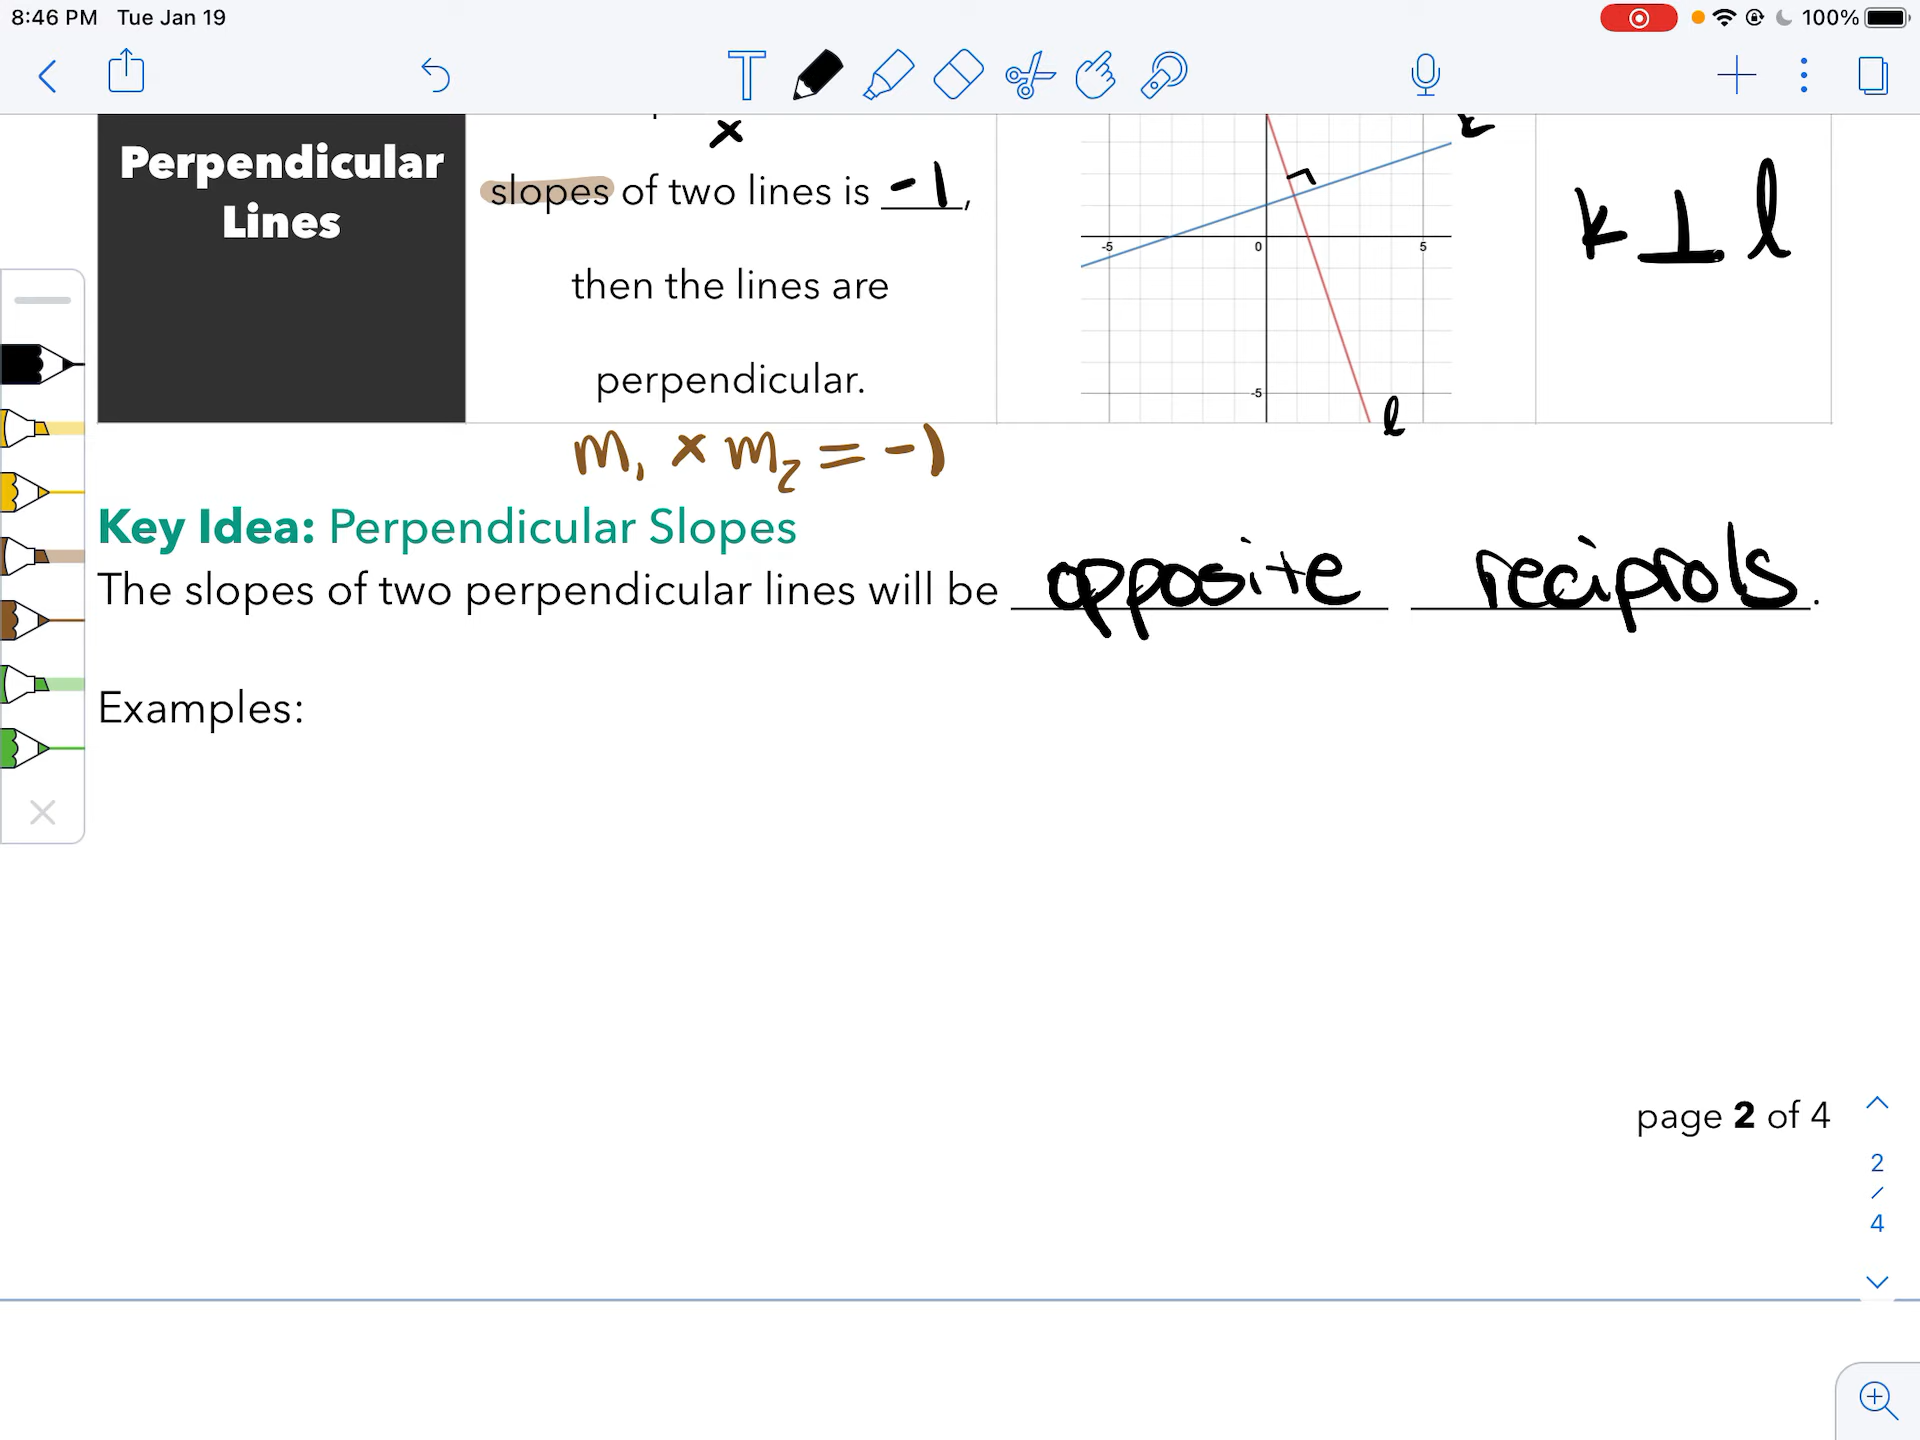 8:46 PM Tue Jan 19
100%
T
Perpendicular
Lines
x
slopes of two lines is -1,
then the lines are
perpendicular.
-5
0
5
-5
l
k ⊥ l
m₁ x m₂ = -1
Key Idea: Perpendicular Slopes
The slopes of two perpendicular lines will be opposite reciprols.
Examples:
page 2 of 4
2
/
4